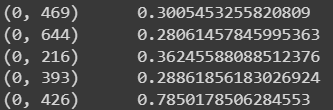 (0, 469) 0.3005453255820809
(0, 644) 0.28061457845995363
(0, 216) 0.36245588088512376
(0, 393) 0.28861856183026924
(0, 426) 0.7850178506284553